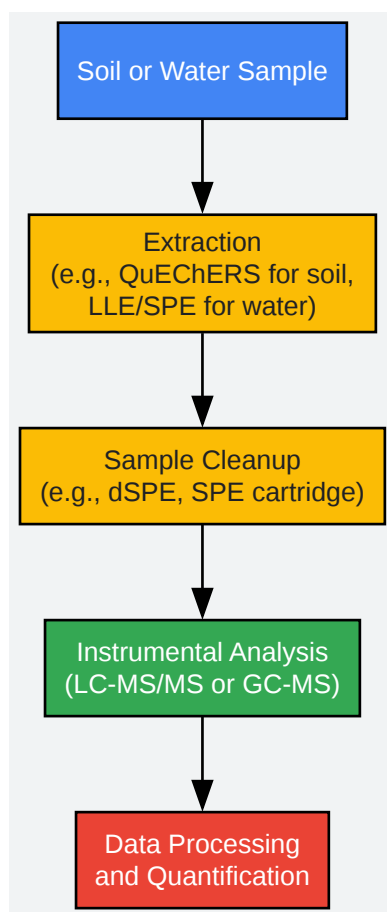 Soil or Water Sample
Extraction
(e.g., QuEChERS for soil,
LLE/SPE for water)
Sample Cleanup
(e.g., dSPE, SPE cartridge)
Instrumental Analysis
(LC-MS/MS or GC-MS)
Data Processing
and Quantification